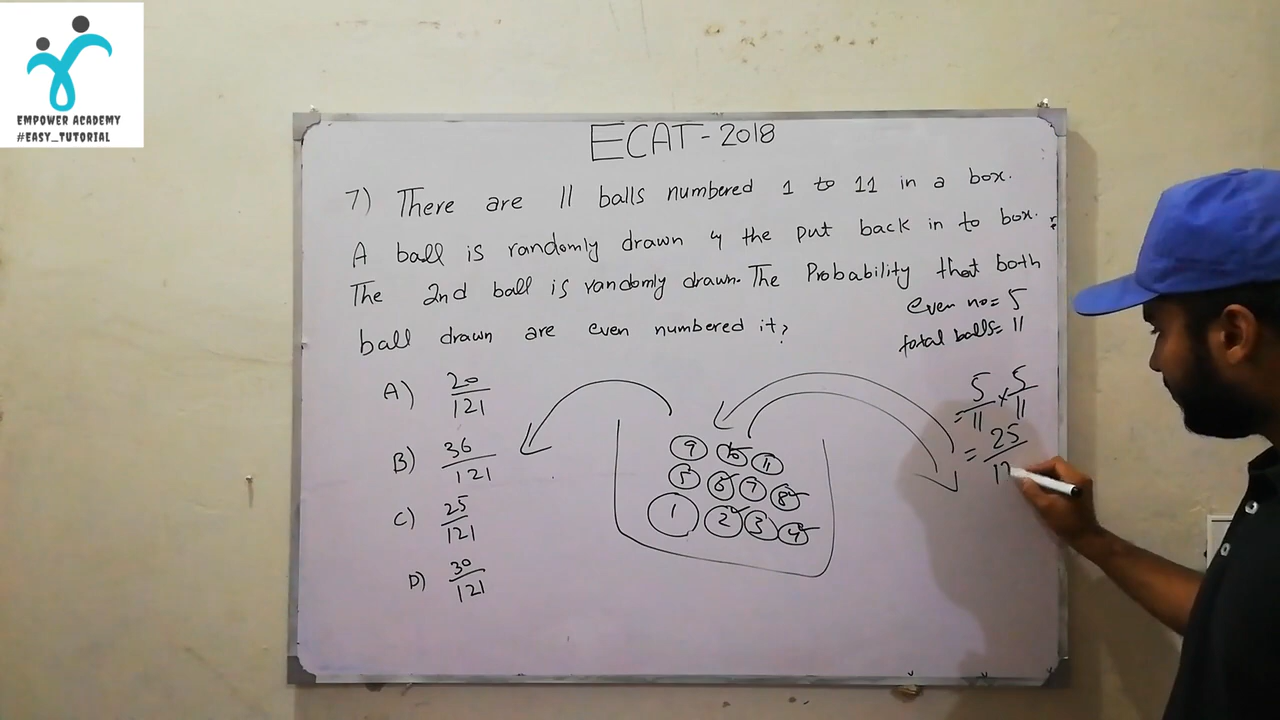 EMPOWER ACADEMY
#EASY_TUTORIAL
ECAT-2018
7) There are 11 balls numbered 1 to 11 in a box.
A ball is randomly drawn & the put back in to box.
The 2nd ball is randomly drawn. The Probability that both
ball drawn are even numbered it?
even no = 5
total balls = 11
A) 20/121
B) 36/121
C) 25/121
D) 30/121
9 10 11
5 6 7 8
1 2 3 4
= 5/11 × 5/11
= 25/12